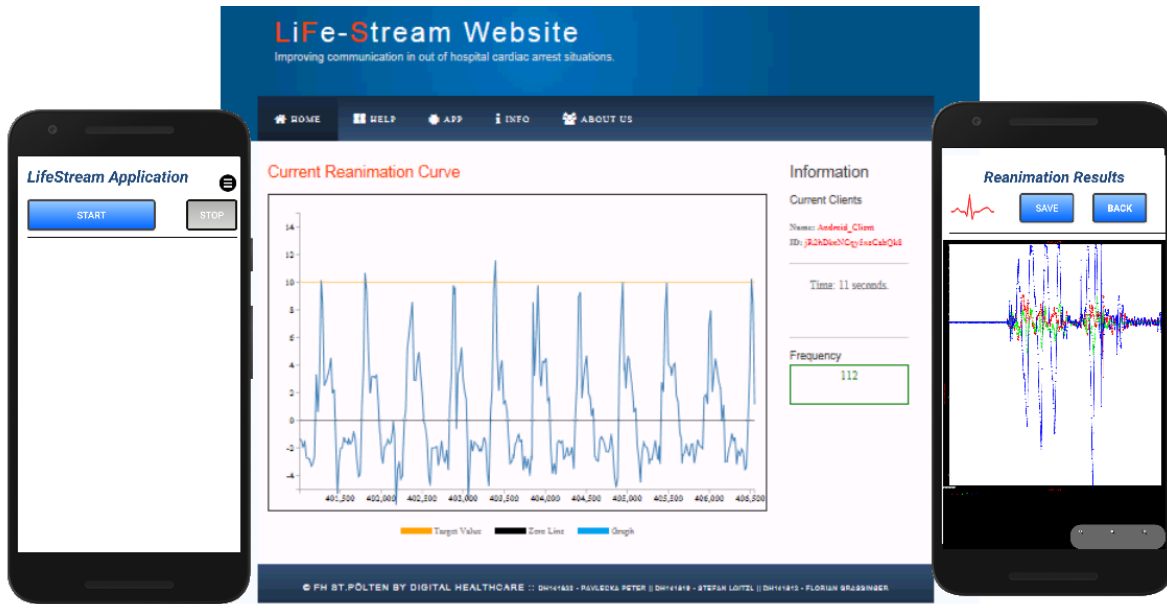 LiFe-Stream Website
Improving communication in out of hospital cardiac arrest situations.
HOME HELP APP INFO ABOUT US
LifeStream Application
START STOP
Current Reanimation Curve
14
12
10
8
6
4
2
0
-2
-4
401,500 402,000 402,500 403,000 403,500 404,000 404,500 405,000 405,500 406,000 406,500
Target Value Zero Line Graph
Information
Current Clients
Name: Android_Client
ID:
Time: 11 seconds.
Frequency
112
Reanimation Results
SAVE BACK
© FH ST.PÖLTEN BY DIGITAL HEALTHCARE :: PAVLECKA PETER || STEFAN LOITZL || FLORIAN GRASSINGER